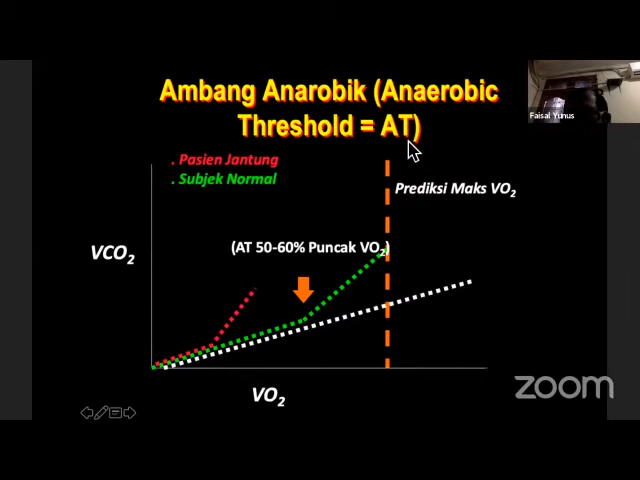 Ambang Anarobik (Anaerobic
Threshold = AT)
Faisal Yunus
. Pasien Jantung
. Subjek Normal
Prediksi Maks VO₂
(AT 50-60% Puncak VO₂)
VCO₂
VO₂
zoom